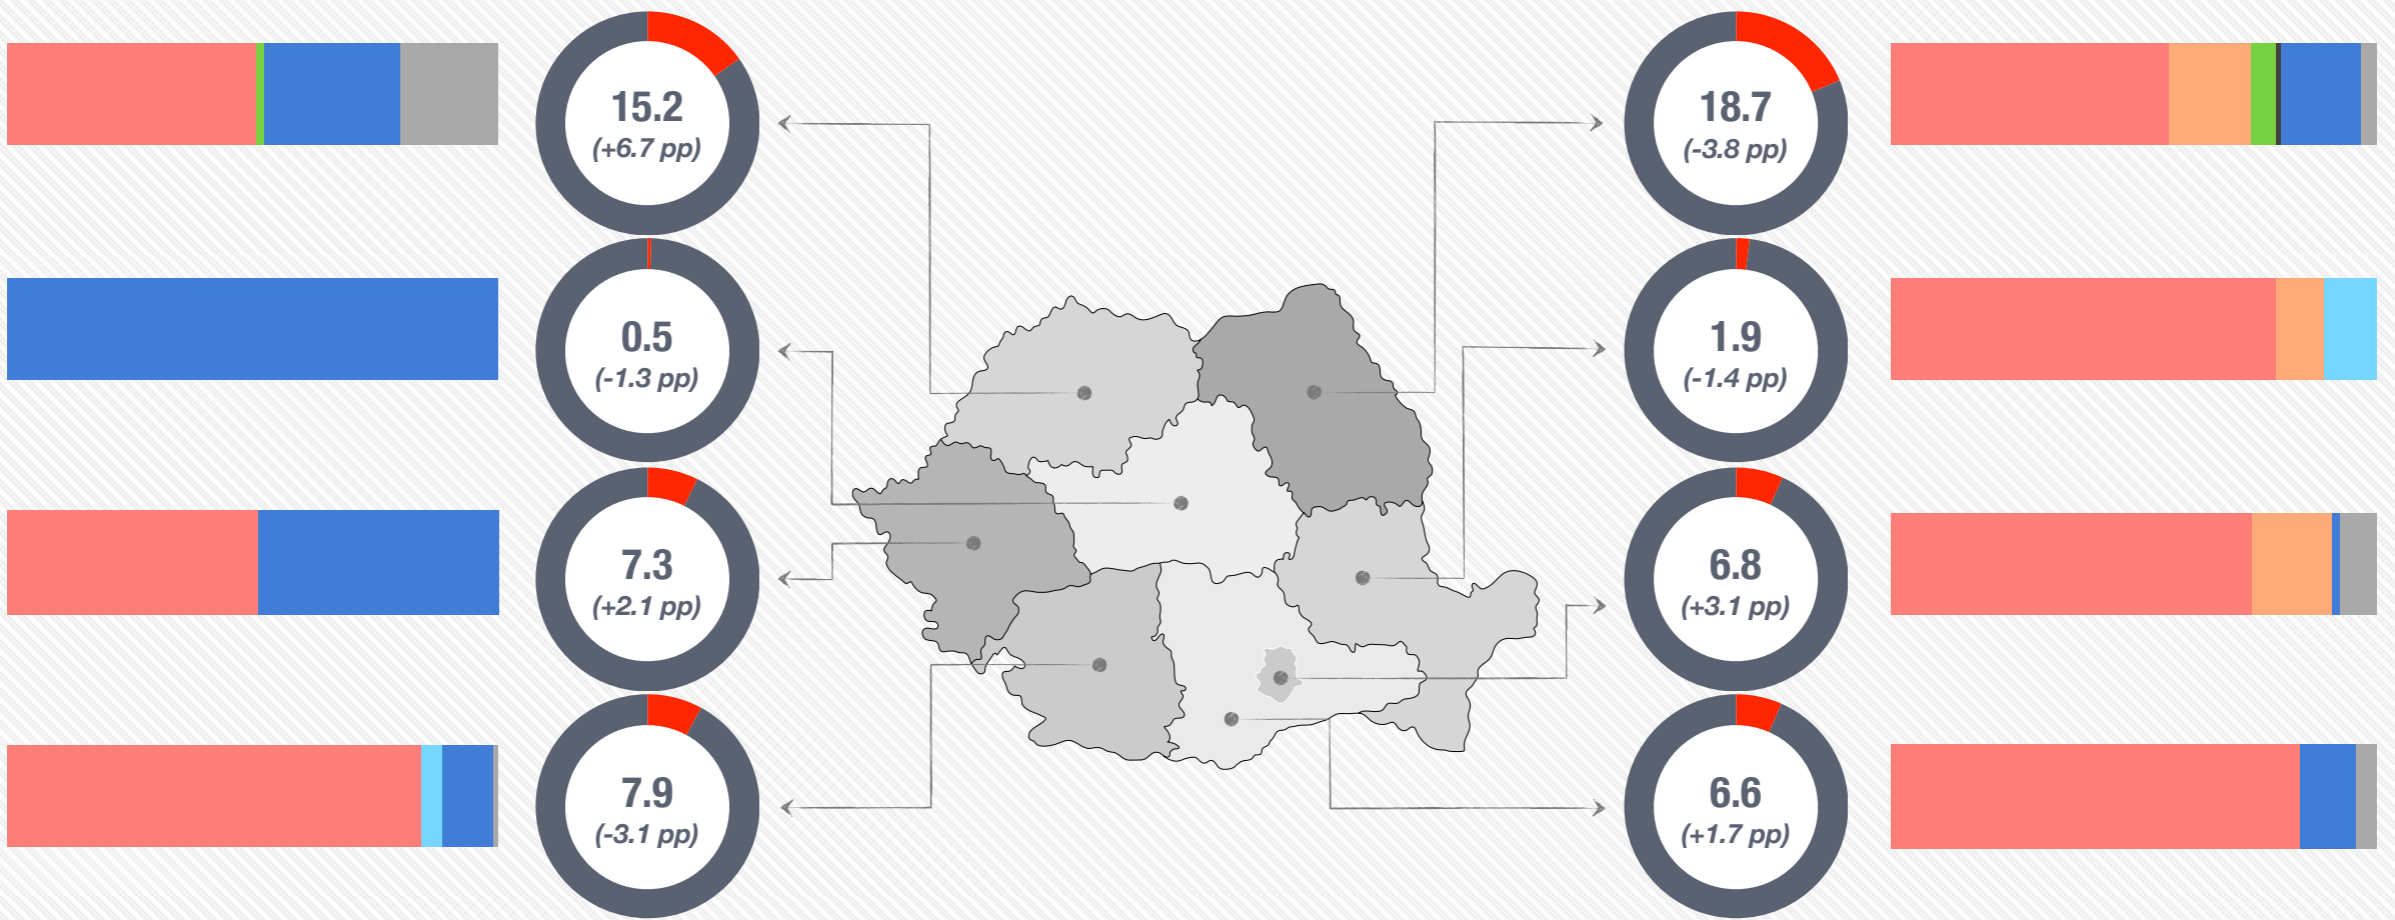 15.2
(+6.7 pp)
18.7
(-3.8 pp)
0.5
(-1.3 pp)
1.9
(-1.4 pp)
7.3
(+2.1 pp)
6.8
(+3.1 pp)
7.9
(-3.1 pp)
6.6
(+1.7 pp)